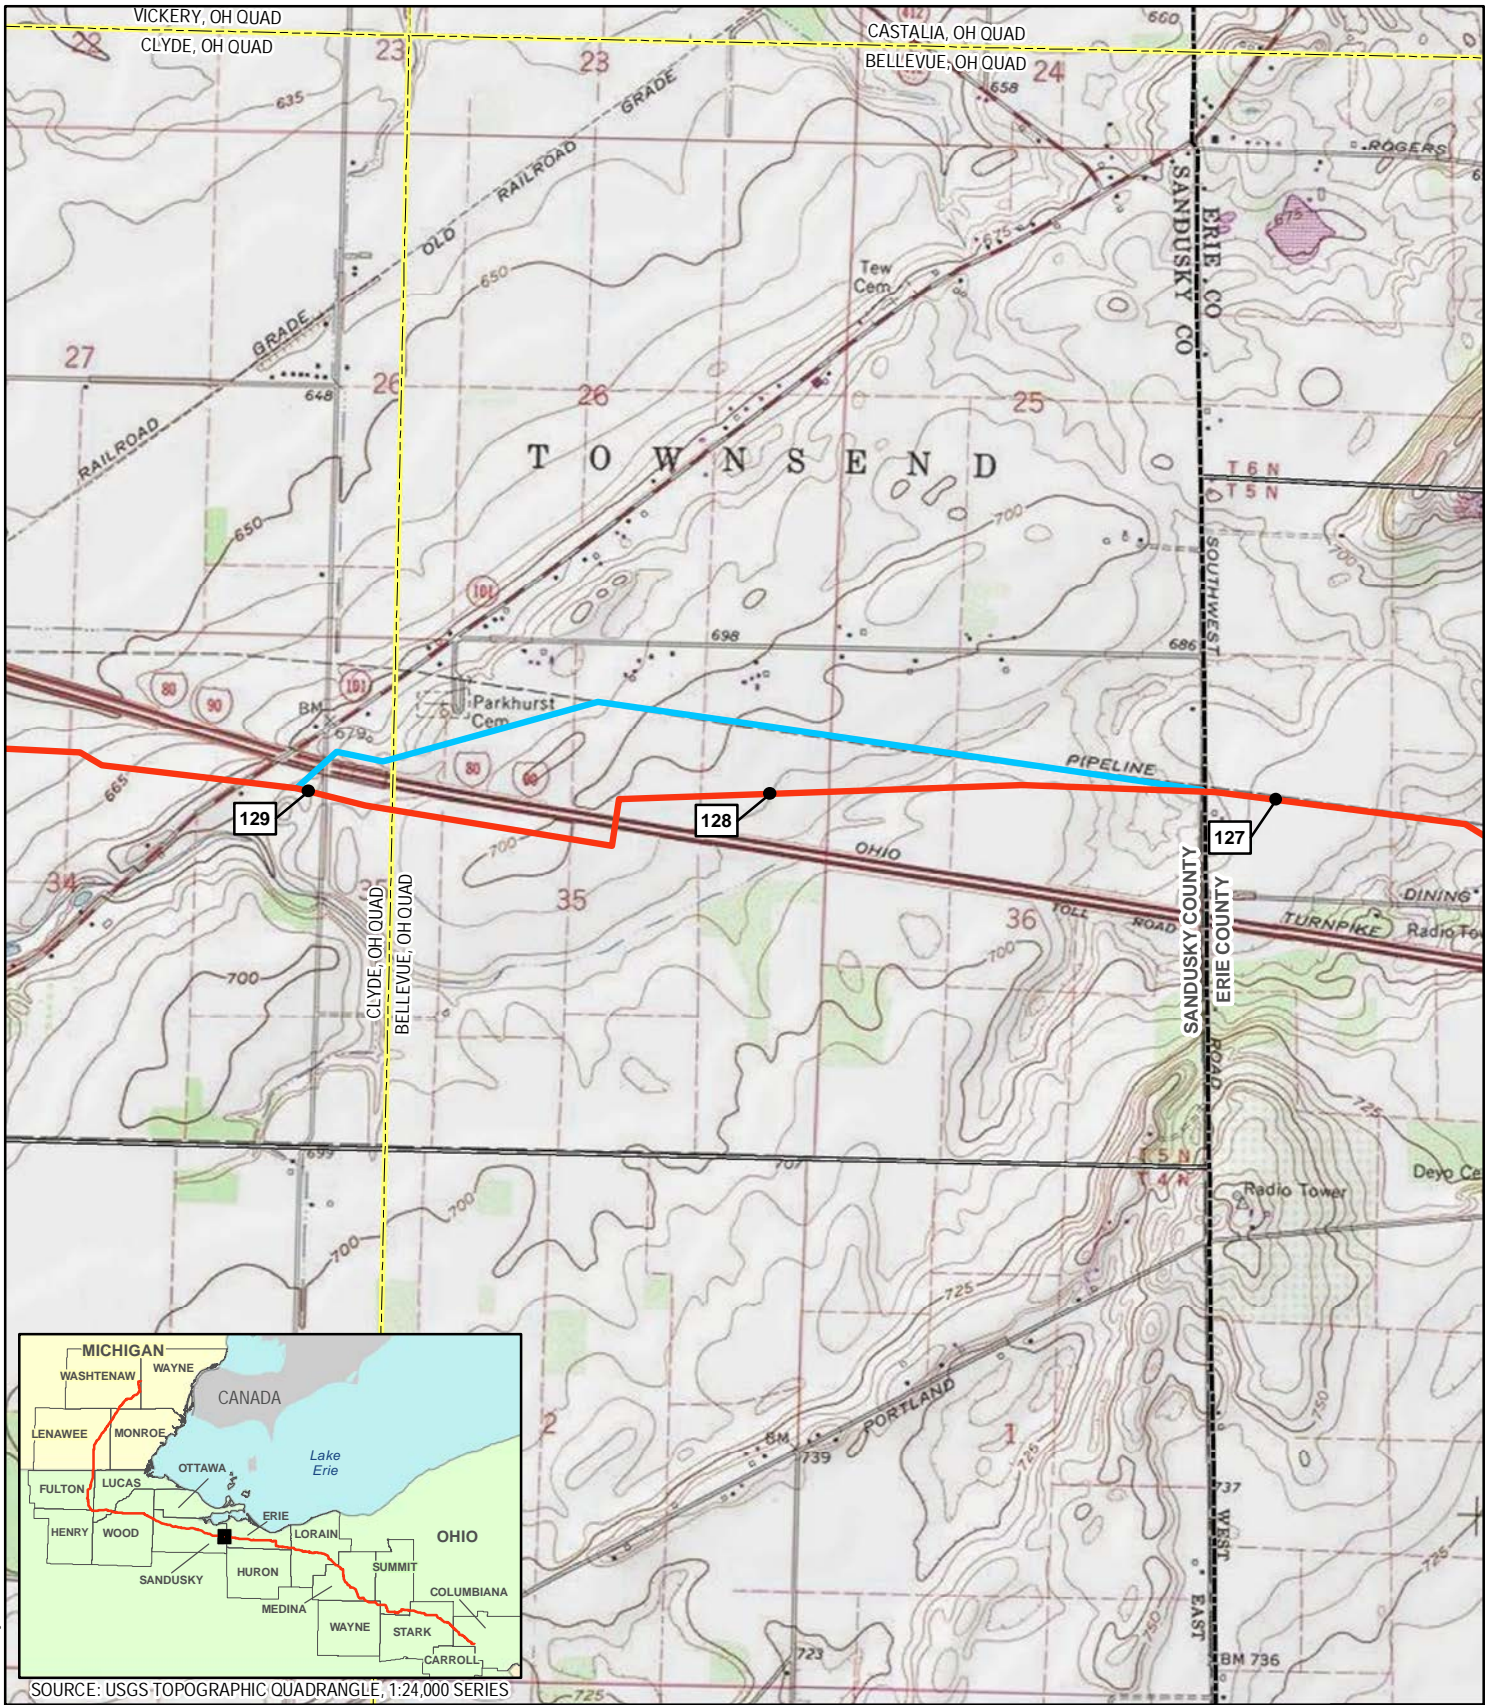 VICKERY, OH QUAD
CLYDE, OH QUAD
CASTALIA, OH QUAD
BELLEVUE, OH QUAD
22
23
23
24
412
660
658
635
ROGERS
RAILROAD GRADE
OLD
RAILROAD GRADE
675
675
SANDUSKY CO
ERIE CO
650
Tew
Cem
27
26
26
25
648
TOWNSEND
T 6 N
T 5 N
650
700
700
SOUTHWEST
ROAD
101
698
686
80
90
101
BM
679
Parkhurst
Cem
80
90
PIPELINE
665
129
128
127
700
OHIO
TOLL ROAD
TURNPIKE
DINING
34
35
35
36
SANDUSKY COUNTY
ERIE COUNTY
CLYDE, OH QUAD
BELLEVUE, OH QUAD
700
700
725
699
707
T 5 N
T 4 N
Radio Tower
700
700
725
PORTLAND
BM
739
2
1
725
750
737
WEST
EAST
725
750
723
BM 736
725
MICHIGAN
WASHTENAW
WAYNE
CANADA
LENAWEE
MONROE
Lake
Erie
OTTAWA
FULTON
LUCAS
ERIE
HENRY
WOOD
LORAIN
OHIO
SANDUSKY
HURON
SUMMIT
MEDINA
COLUMBIANA
WAYNE
STARK
CARROLL
SOURCE: USGS TOPOGRAPHIC QUADRANGLE, 1:24,000 SERIES